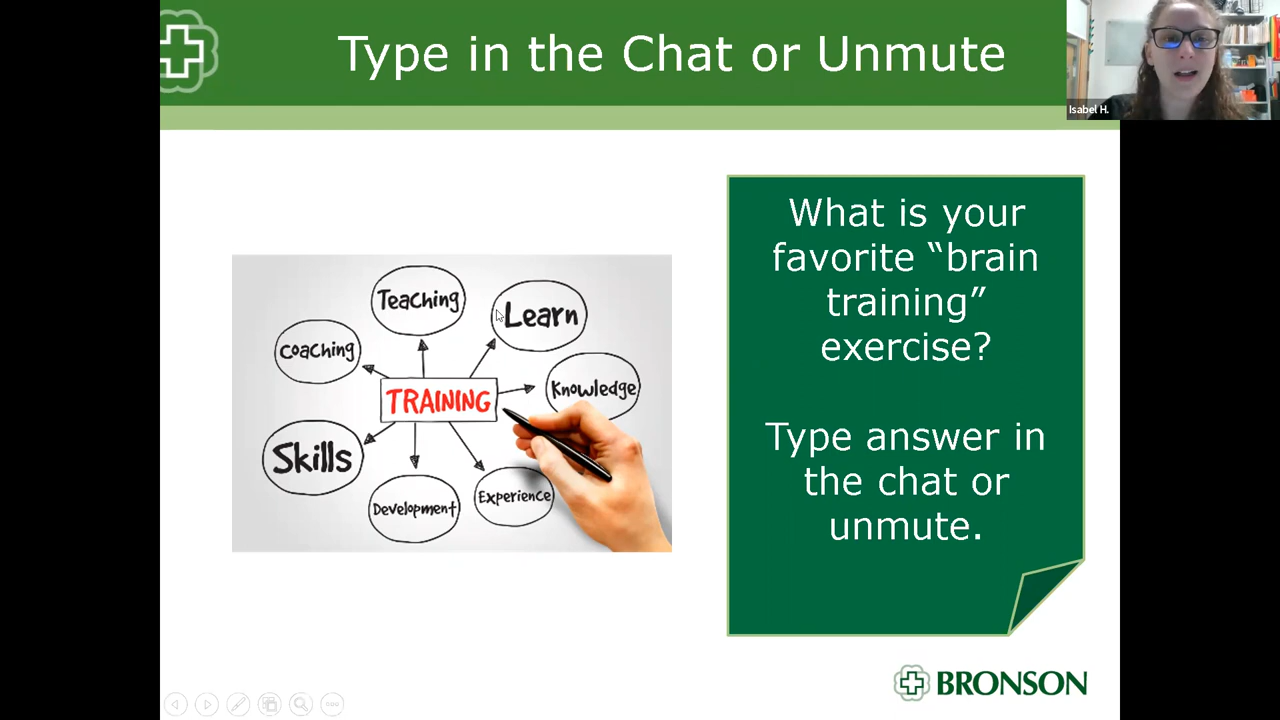 Type in the Chat or Unmute
Isabel H.
What is your
favorite “brain
training”
exercise?
Type answer in
the chat or
unmute.
Teaching
Learn
Coaching
Knowledge
TRAINING
Skills
Experience
Development
BRONSON